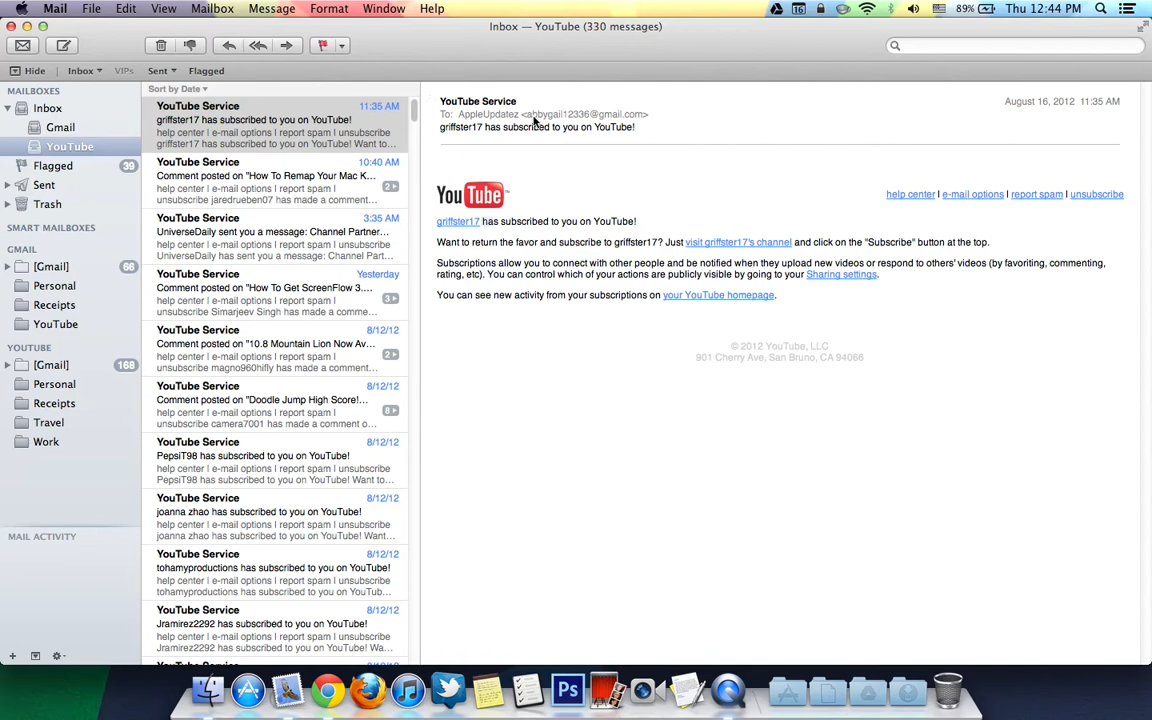 Mail File Edit View Mailbox Message Format Window Help 16 89% Thu 12:44 PM
Inbox — YouTube (330 messages)
Hide Inbox VIPs Sent Flagged
MAILBOXES
Inbox
Gmail
YouTube
Flagged 39
Sent
Trash
SMART MAILBOXES
GMAIL
[Gmail] 66
Personal
Receipts
YouTube
YOUTUBE
[Gmail] 168
Personal
Receipts
Travel
Work
MAIL ACTIVITY
Sort by Date
YouTube Service 11:35 AM
griffster17 has subscribed to you on YouTube!
help center | e-mail options | report spam | unsubscribe
griffster17 has subscribed to you on YouTube! Want to...
YouTube Service 10:40 AM
Comment posted on "How To Remap Your Mac K...
help center | e-mail options | report spam | 2
unsubscribe jaredrueben07 has made a comment...
YouTube Service 3:35 AM
UniverseDaily sent you a message: Channel Partner...
help center | e-mail options | report spam | unsubscribe
UniverseDaily has sent you a message: Channel Part...
YouTube Service Yesterday
Comment posted on "How To Get ScreenFlow 3....
help center | e-mail options | report spam | 3
unsubscribe Simarjeev Singh has made a comme...
YouTube Service 8/12/12
Comment posted on "10.8 Mountain Lion Now Av...
help center | e-mail options | report spam | 2
unsubscribe magno960hifly has made a comment...
YouTube Service 8/12/12
Comment posted on "Doodle Jump High Score!...
help center | e-mail options | report spam | 8
unsubscribe camera7001 has made a comment o...
YouTube Service 8/12/12
PepsiT98 has subscribed to you on YouTube!
help center | e-mail options | report spam | unsubscribe
PepsiT98 has subscribed to you on YouTube! Want to...
YouTube Service 8/12/12
joanna zhao has subscribed to you on YouTube!
help center | e-mail options | report spam | unsubscribe
joanna zhao has subscribed to you on YouTube! Want...
YouTube Service 8/12/12
tohamyproductions has subscribed to you on YouTube!
help center | e-mail options | report spam | unsubscribe
tohamyproductions has subscribed to you on YouTub...
YouTube Service 8/12/12
Jramirez2292 has subscribed to you on YouTube!
help center | e-mail options | report spam | unsubscribe
Jramirez2292 has subscribed to you on YouTube! Wa...
YouTube Service August 16, 2012 11:35 AM
To: AppleUpdatez <abbygail12336@gmail.com>
griffster17 has subscribed to you on YouTube!
YouTube help center | e-mail options | report spam | unsubscribe
griffster17 has subscribed to you on YouTube!
Want to return the favor and subscribe to griffster17? Just visit griffster17's channel and click on the "Subscribe" button at the top.
Subscriptions allow you to connect with other people and be notified when they upload new videos or respond to others' videos (by favoriting, commenting,
rating, etc). You can control which of your actions are publicly visible by going to your Sharing settings.
You can see new activity from your subscriptions on your YouTube homepage.
© 2012 YouTube, LLC
901 Cherry Ave, San Bruno, CA 94066
Ps